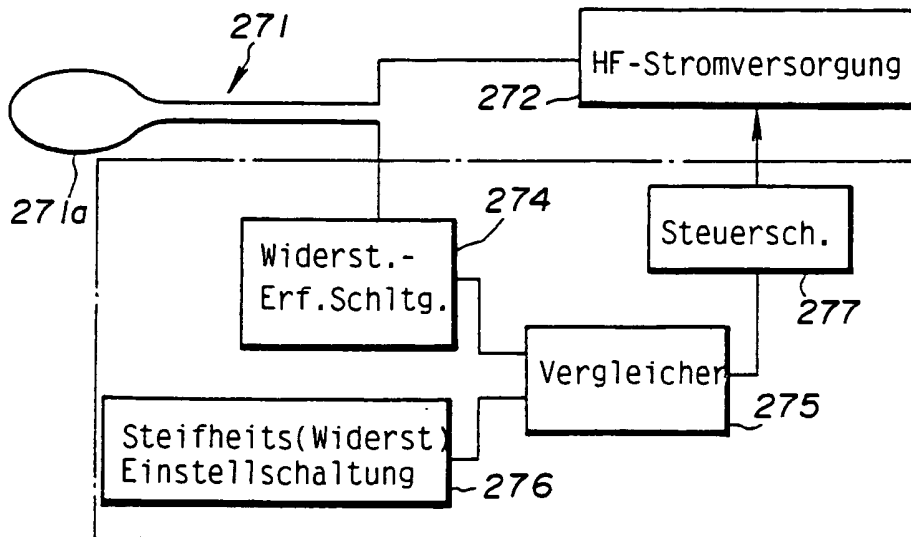 271
HF-Stromversorgung
272
271a
274
Widerst.-
Erf.Schltg.
Steuersch.
277
Vergleicher
275
Steifheits(Widerst)
Einstellschaltung
276